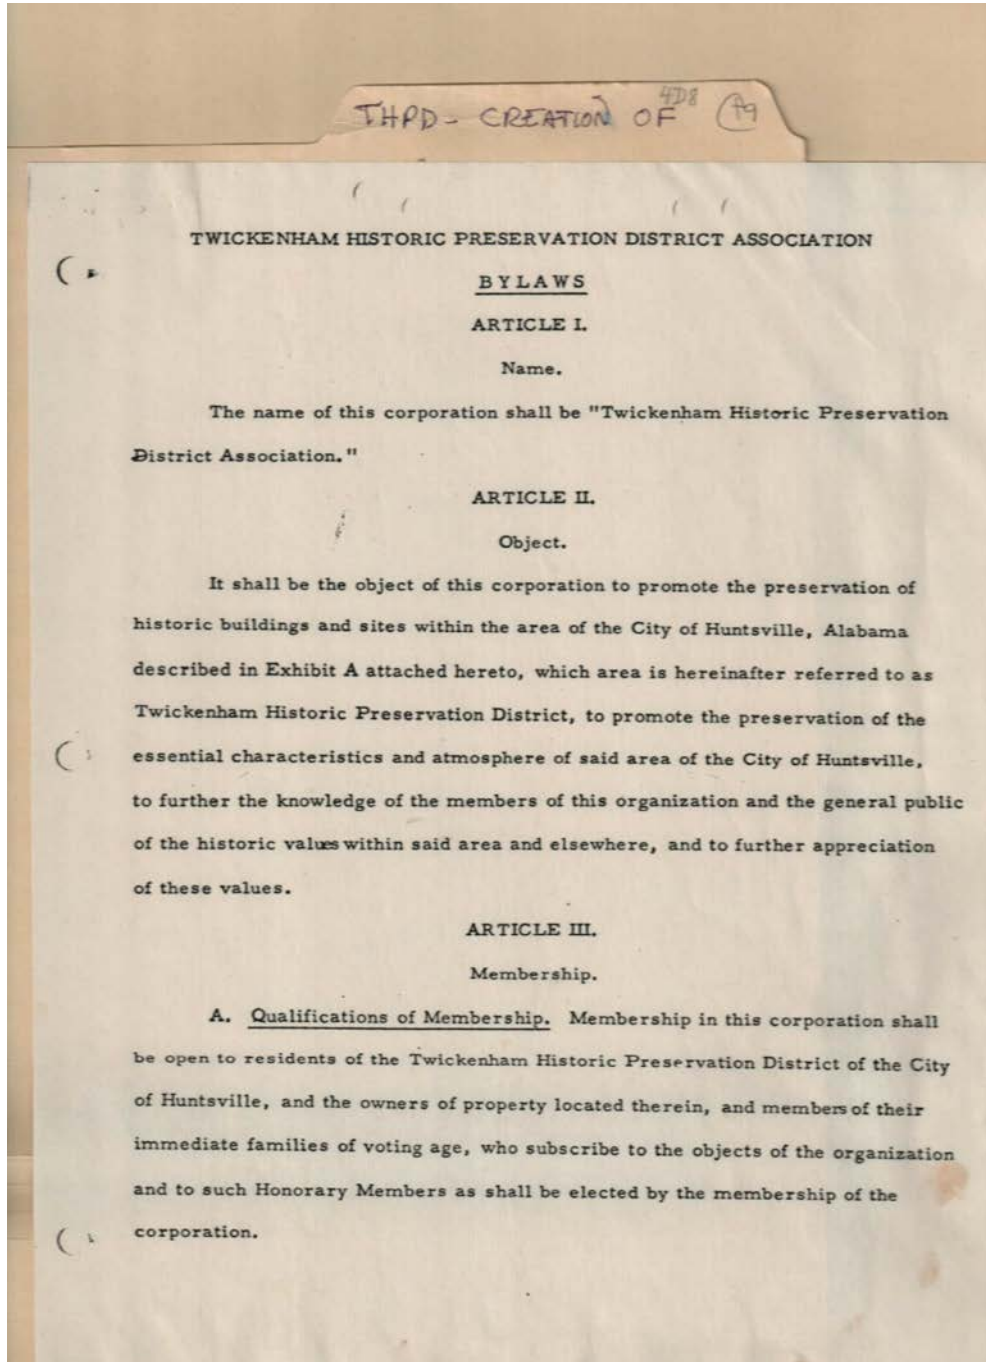 THPD- CREATION OF 4D8 A9
TWICKENHAM HISTORIC PRESERVATION DISTRICT ASSOCIATION
BYLAWS
ARTICLE I.
Name.
The name of this corporation shall be "Twickenham Historic Preservation
District Association."
ARTICLE II.
Object.
It shall be the object of this corporation to promote the preservation of
historic buildings and sites within the area of the City of Huntsville, Alabama
described in Exhibit A attached hereto, which area is hereinafter referred to as
Twickenham Historic Preservation District, to promote the preservation of the
essential characteristics and atmosphere of said area of the City of Huntsville,
to further the knowledge of the members of this organization and the general public
of the historic values within said area and elsewhere, and to further appreciation
of these values.
ARTICLE III.
Membership.
A. Qualifications of Membership. Membership in this corporation shall
be open to residents of the Twickenham Historic Preservation District of the City
of Huntsville, and the owners of property located therein, and members of their
immediate families of voting age, who subscribe to the objects of the organization
and to such Honorary Members as shall be elected by the membership of the
corporation.